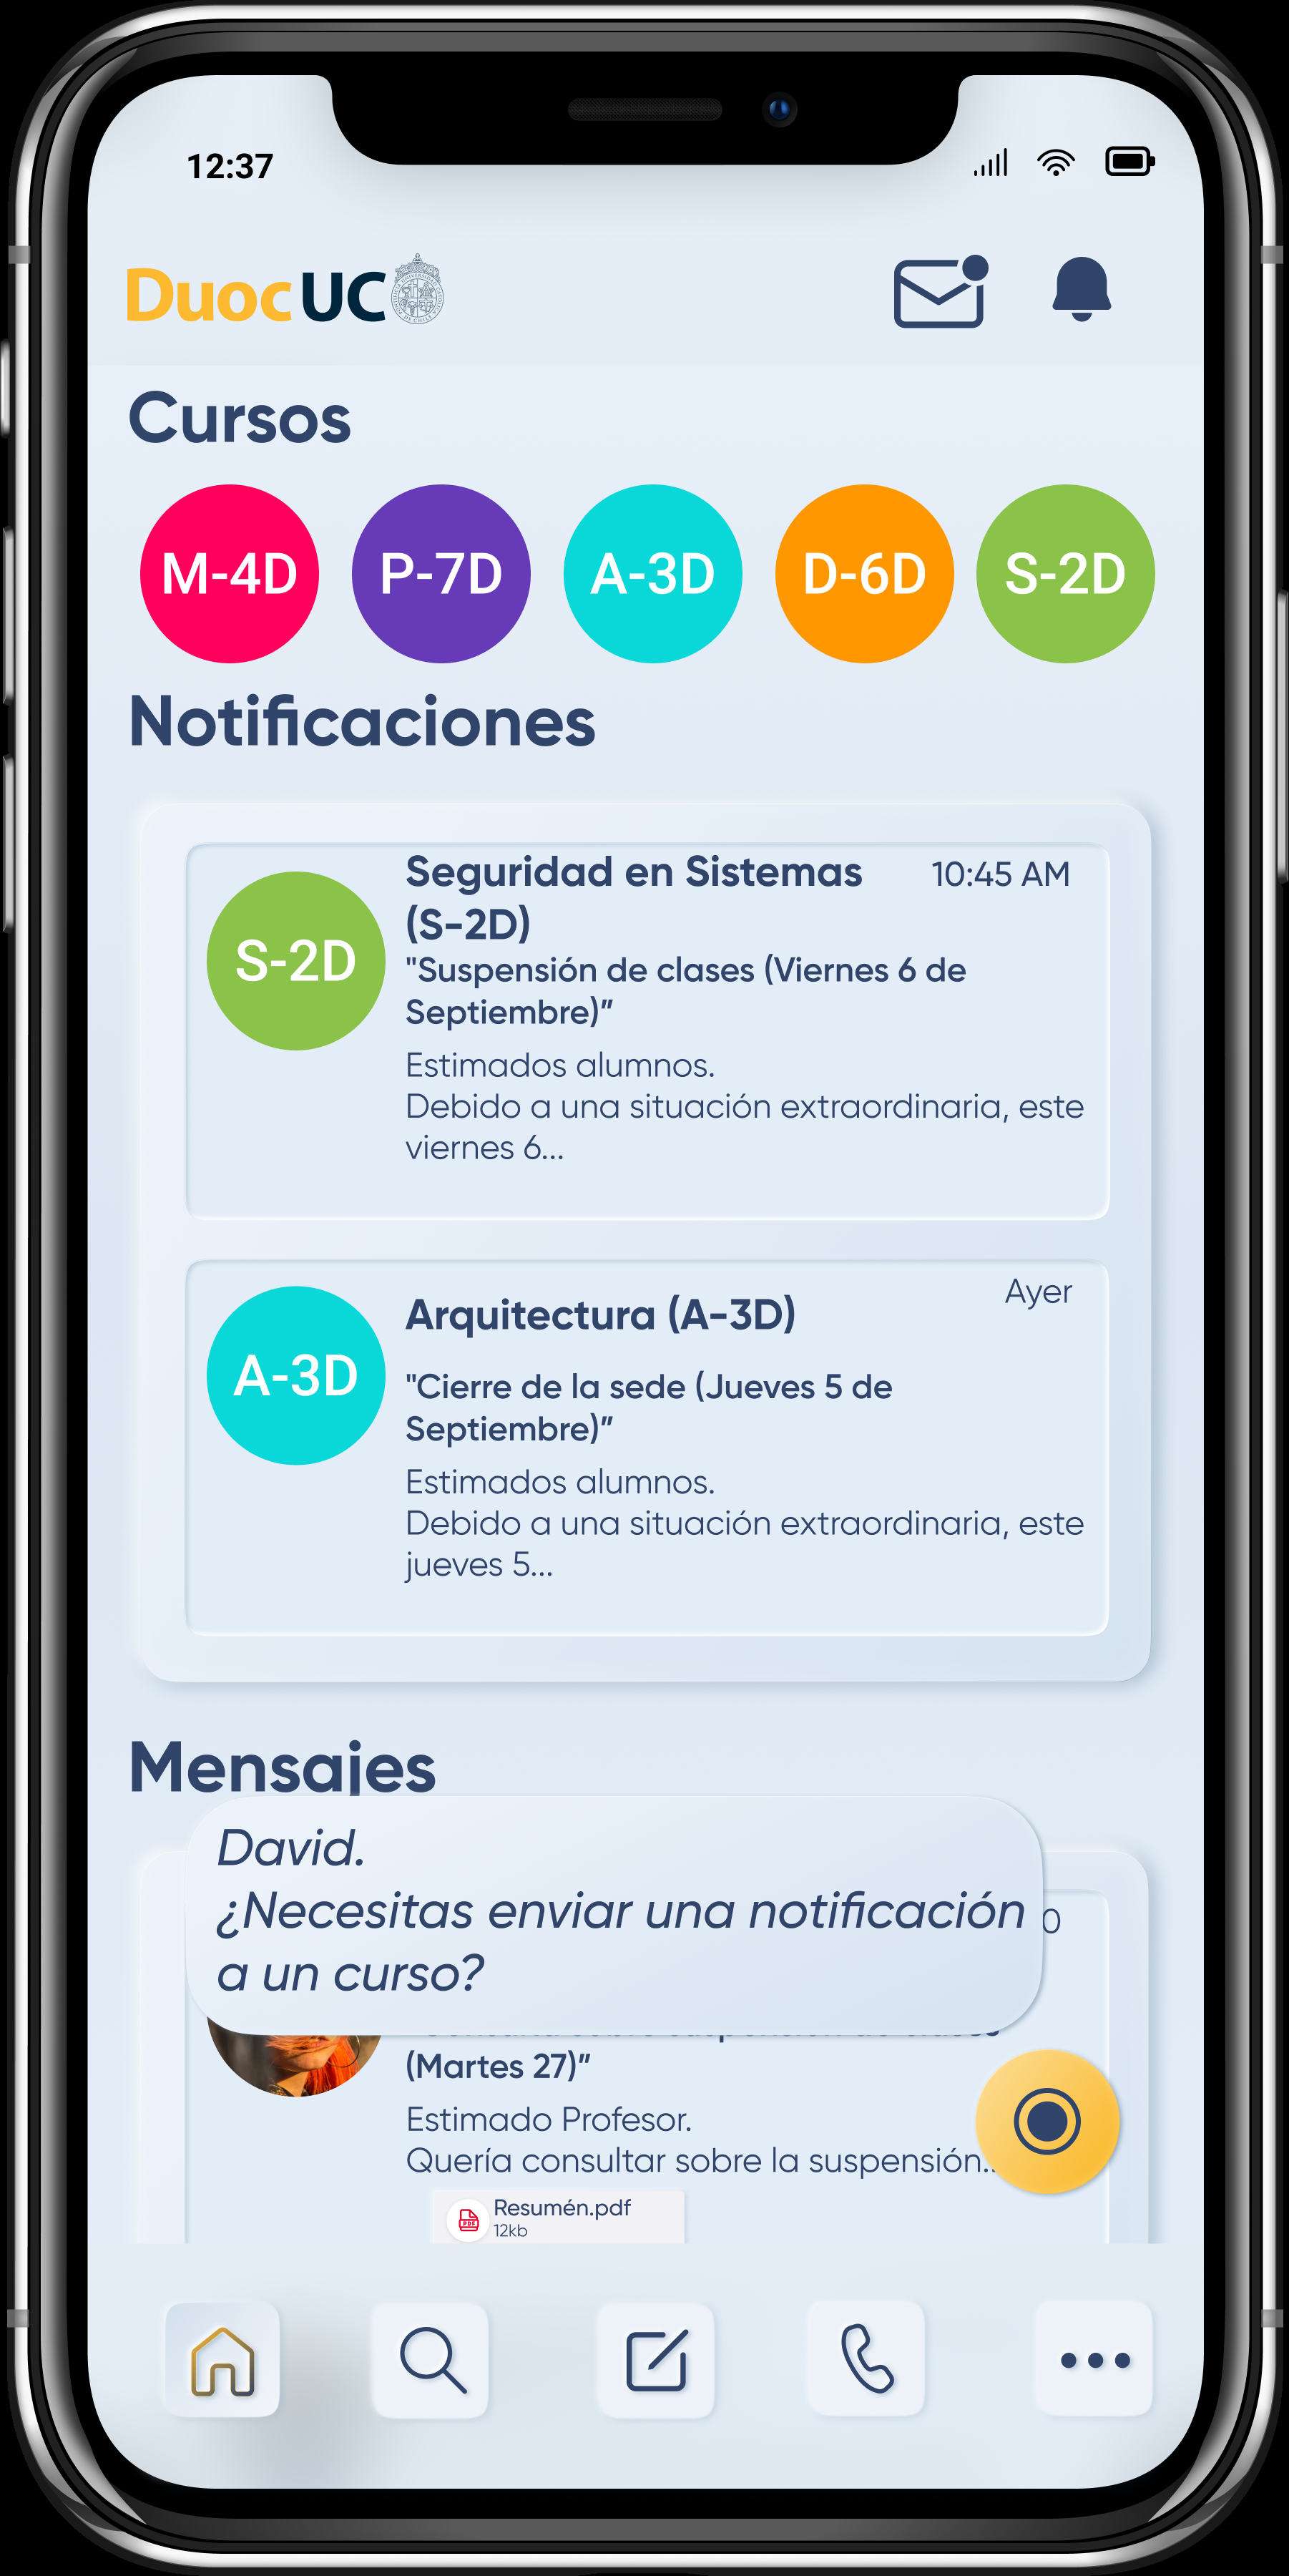 12:37
Duoc UC
Cursos
M-4D P-7D A-3D D-6D S-2D
Notificaciones
S-2D
Seguridad en Sistemas 10:45 AM
(S-2D)
"Suspensión de clases (Viernes 6 de
Septiembre)”
Estimados alumnos.
Debido a una situación extraordinaria, este
viernes 6...
A-3D
Ayer
Arquitectura (A-3D)
"Cierre de la sede (Jueves 5 de
Septiembre)”
Estimados alumnos.
Debido a una situación extraordinaria, este
jueves 5...
Mensajes
David.
¿Necesitas enviar una notificación
a un curso?
0
(Martes 27)”
Estimado Profesor.
Quería consultar sobre la suspensión..
Resumén.pdf
12kb